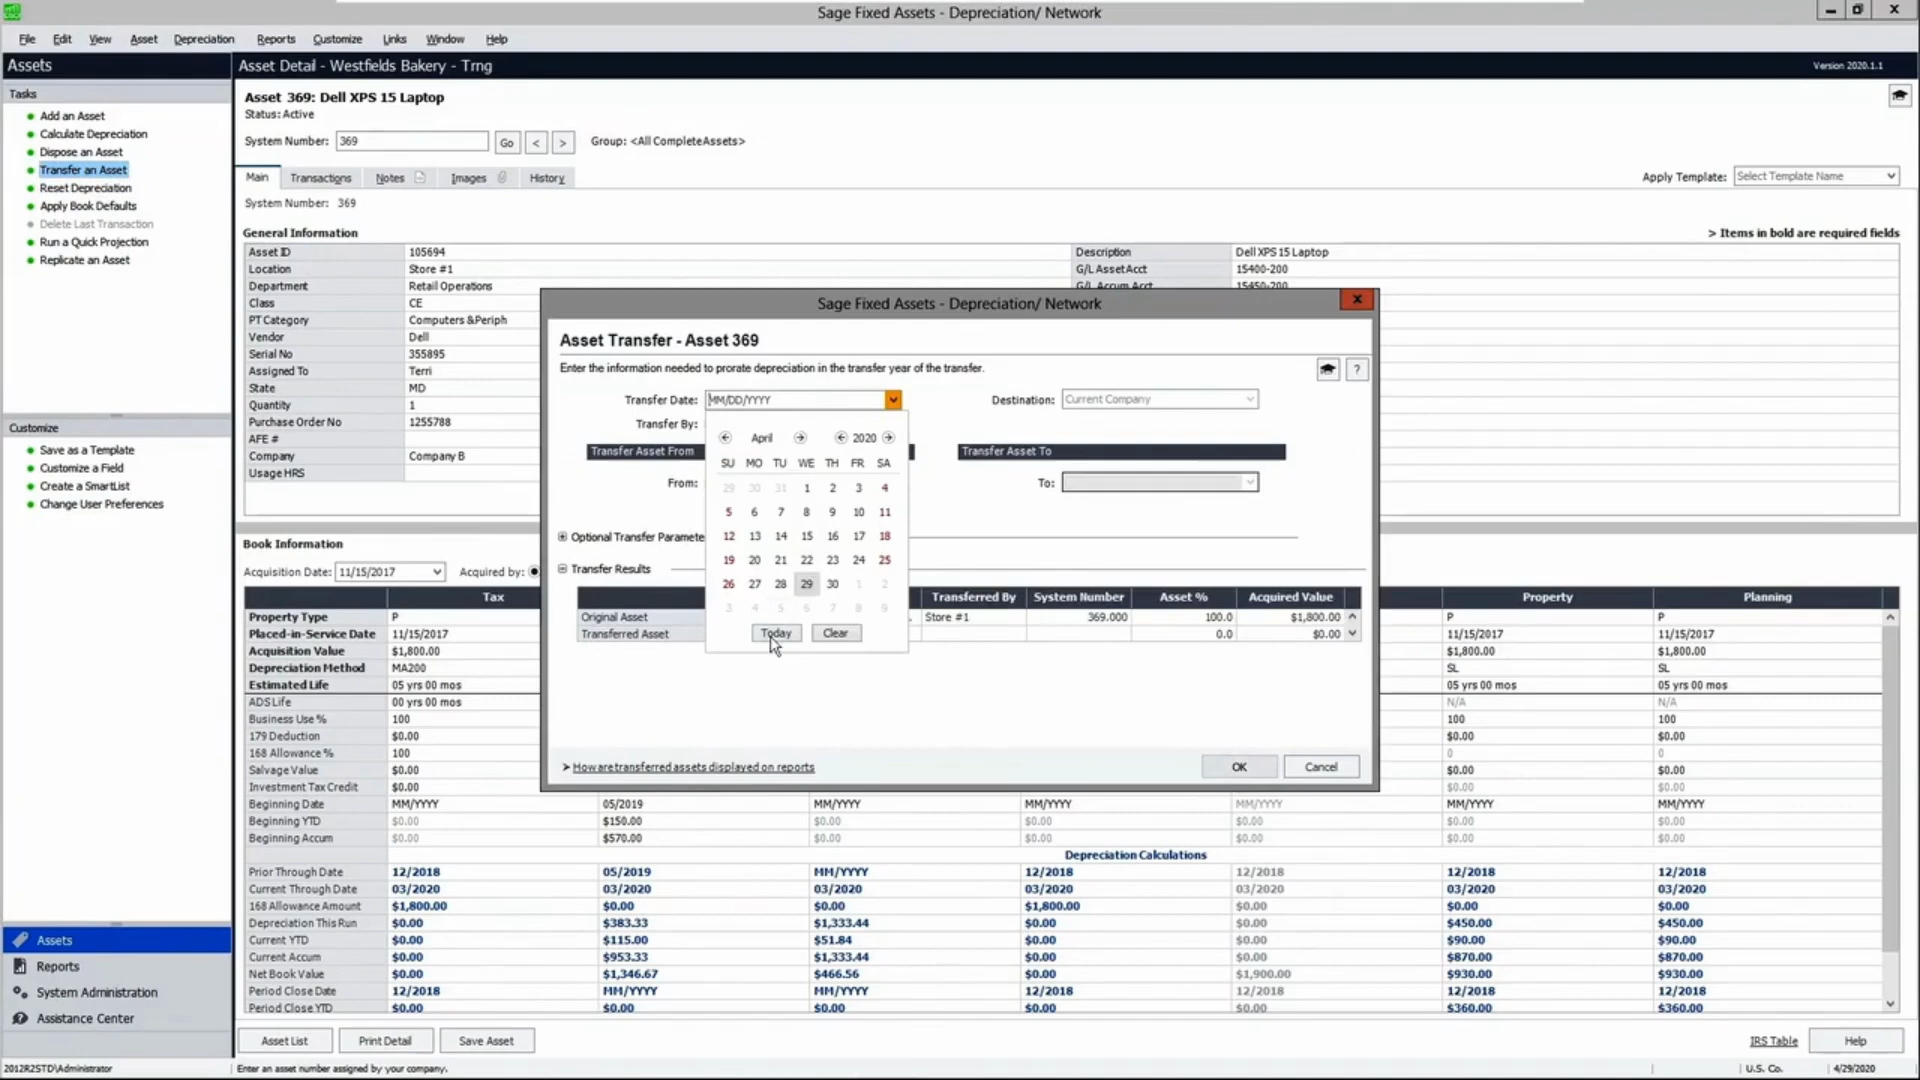 Sage Fixed Assets - Depreciation/ Network
File Edit View Asset Depreciation Reports Customize Links Window Help
Assets
Asset Detail - Westfields Bakery - Trng
Version 2020.1.1
Tasks
Add an Asset
Calculate Depreciation
Dispose an Asset
Transfer an Asset
Reset Depreciation
Apply Book Defaults
Delete Last Transaction
Run a Quick Projection
Replicate an Asset
Customize
Save as a Template
Customize a Field
Create a SmartList
Change User Preferences
Assets
Reports
System Administration
Assistance Center
Asset 369: Dell XPS 15 Laptop
Status: Active
System Number: 369 Go < > Group: <All CompleteAssets>
Main Transactions Notes Images History
Apply Template: Select Template Name
System Number: 369
General Information
> Items in bold are required fields
Asset ID 105694 Description Dell XPS 15 Laptop
Location Store #1 G/L Asset Acct 15400-200
Department Retail Operations G/L Accum Acct 15450-200
Class CE
PT Category Computers &Periph
Vendor Dell
Serial No 355895
Assigned To Terri
State MD
Quantity 1
Purchase Order No 1255788
AFE #
Company Company B
Usage HRS
Sage Fixed Assets - Depreciation/ Network
Asset Transfer - Asset 369
Enter the information needed to prorate depreciation in the transfer year of the transfer.
?
Transfer Date: MM/DD/YYYY Destination: Current Company
Transfer By:
Transfer Asset From Transfer Asset To
From: To:
April 2020
SU MO TU WE TH FR SA
29 30 31 1 2 3 4
5 6 7 8 9 10 11
12 13 14 15 16 17 18
19 20 21 22 23 24 25
26 27 28 29 30 1 2
3 4 5 6 7 8 9
Today Clear
Optional Transfer Paramete
Transfer Results
Transferred By System Number Asset % Acquired Value
Original Asset Store #1 369.000 100.0 $1,800.00
Transferred Asset 0.0 $0.00
How are transferred assets displayed on reports
OK Cancel
Book Information
Acquisition Date: 11/15/2017 Acquired by:
Tax Property Planning
Property Type P P P
Placed-in-Service Date 11/15/2017 11/15/2017 11/15/2017
Acquisition Value $1,800.00 $1,800.00 $1,800.00
Depreciation Method MA200 SL SL
Estimated Life 05 yrs 00 mos 05 yrs 00 mos 05 yrs 00 mos
ADS Life 00 yrs 00 mos N/A N/A
Business Use % 100 100 100
179 Deduction $0.00 $0.00 $0.00
168 Allowance % 100 0 0
Salvage Value $0.00 $0.00 $0.00
Investment Tax Credit $0.00 $0.00 $0.00
Beginning Date MM/YYYY 05/2019 MM/YYYY MM/YYYY MM/YYYY MM/YYYY MM/YYYY
Beginning YTD $0.00 $150.00 $0.00 $0.00 $0.00 $0.00 $0.00
Beginning Accum $0.00 $570.00 $0.00 $0.00 $0.00 $0.00 $0.00
Depreciation Calculations
Prior Through Date 12/2018 05/2019 MM/YYYY 12/2018 12/2018 12/2018 12/2018
Current Through Date 03/2020 03/2020 03/2020 03/2020 03/2020 03/2020 03/2020
168 Allowance Amount $1,800.00 $0.00 $0.00 $1,800.00 $0.00 $0.00 $0.00
Depreciation This Run $0.00 $383.33 $1,333.44 $0.00 $0.00 $450.00 $450.00
Current YTD $0.00 $115.00 $51.84 $0.00 $0.00 $90.00 $90.00
Current Accum $0.00 $953.33 $1,333.44 $0.00 $0.00 $870.00 $870.00
Net Book Value $0.00 $1,346.67 $466.56 $0.00 $1,900.00 $930.00 $930.00
Period Close Date 12/2018 MM/YYYY MM/YYYY 12/2018 12/2018 12/2018 12/2018
Period Close YTD $0.00 $0.00 $0.00 $0.00 $0.00 $360.00 $360.00
Asset List Print Detail Save Asset IRS Table Help
2012R2STD\Administrator Enter an asset number assigned by your company. U.S. Co. 4/29/2020